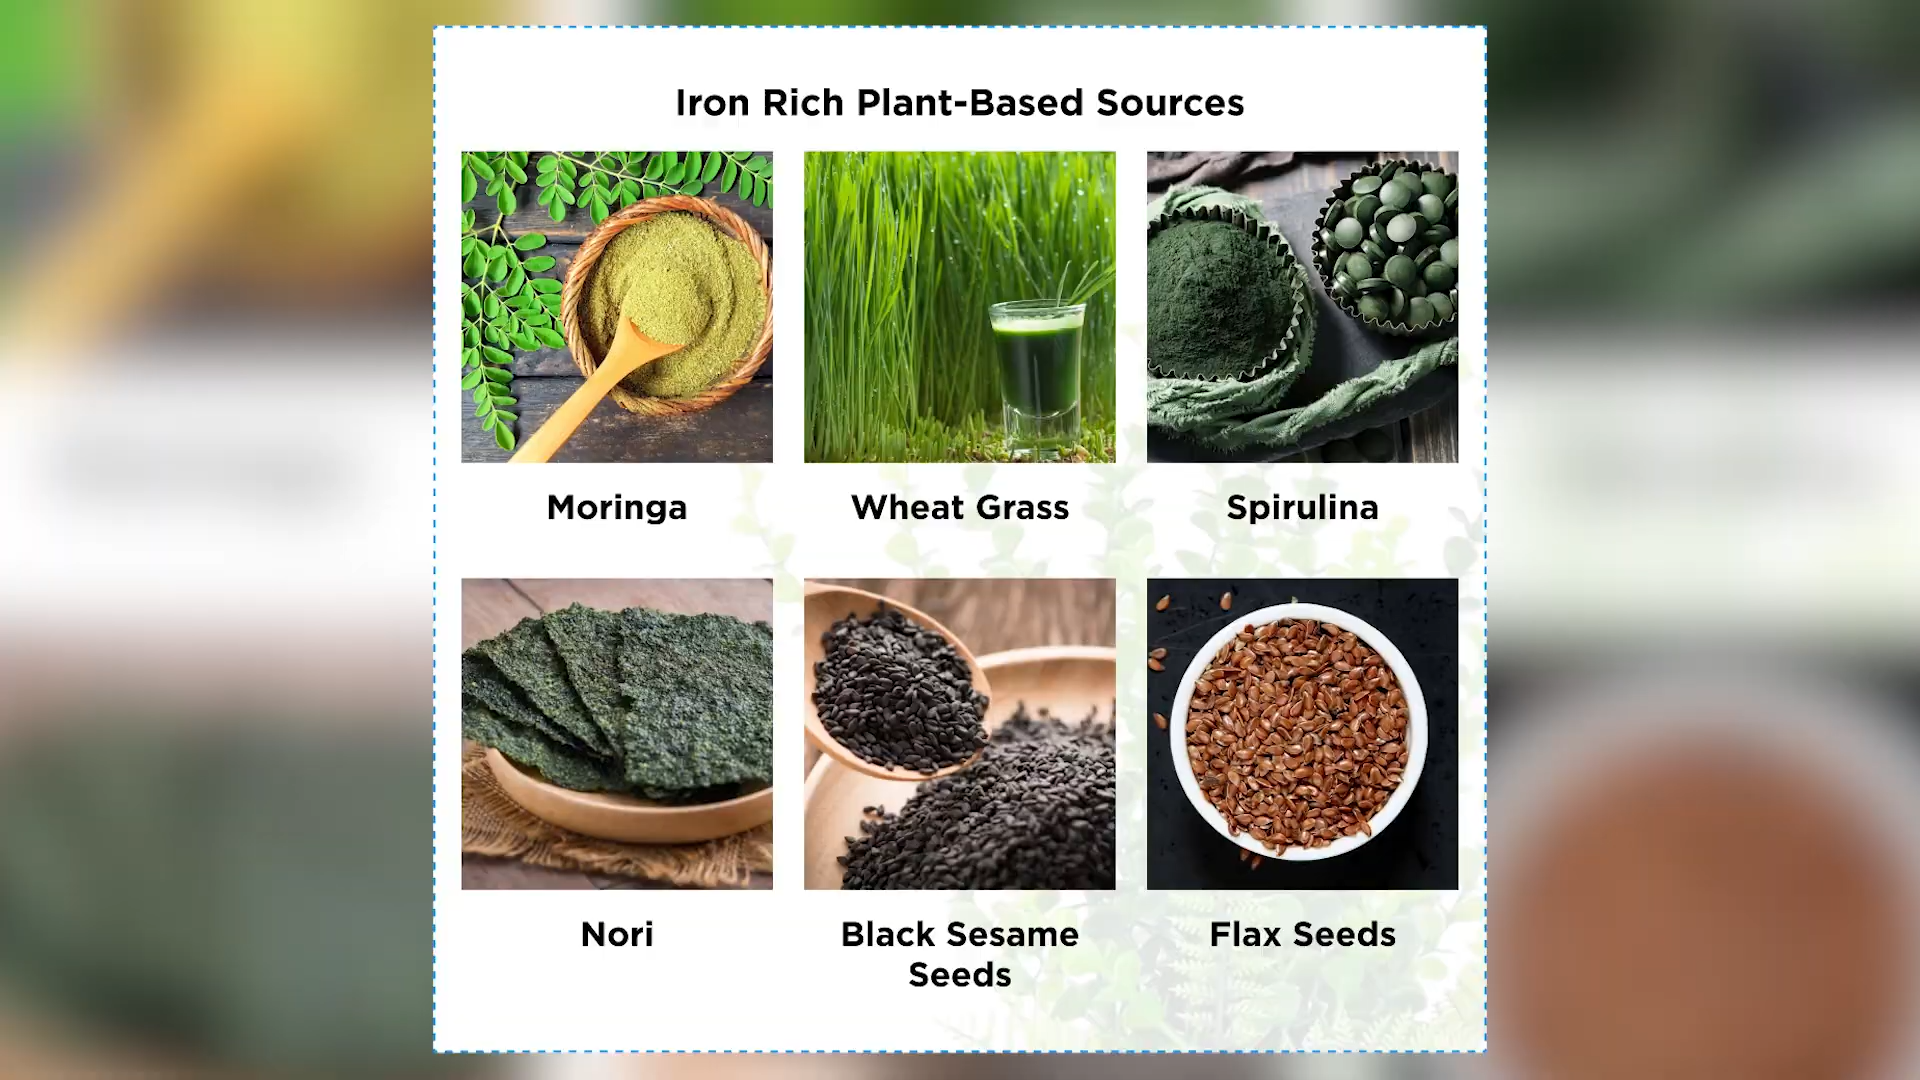 Iron Rich Plant-Based Sources
Moringa
Wheat Grass
Spirulina
Nori
Black Sesame
Seeds
Flax Seeds